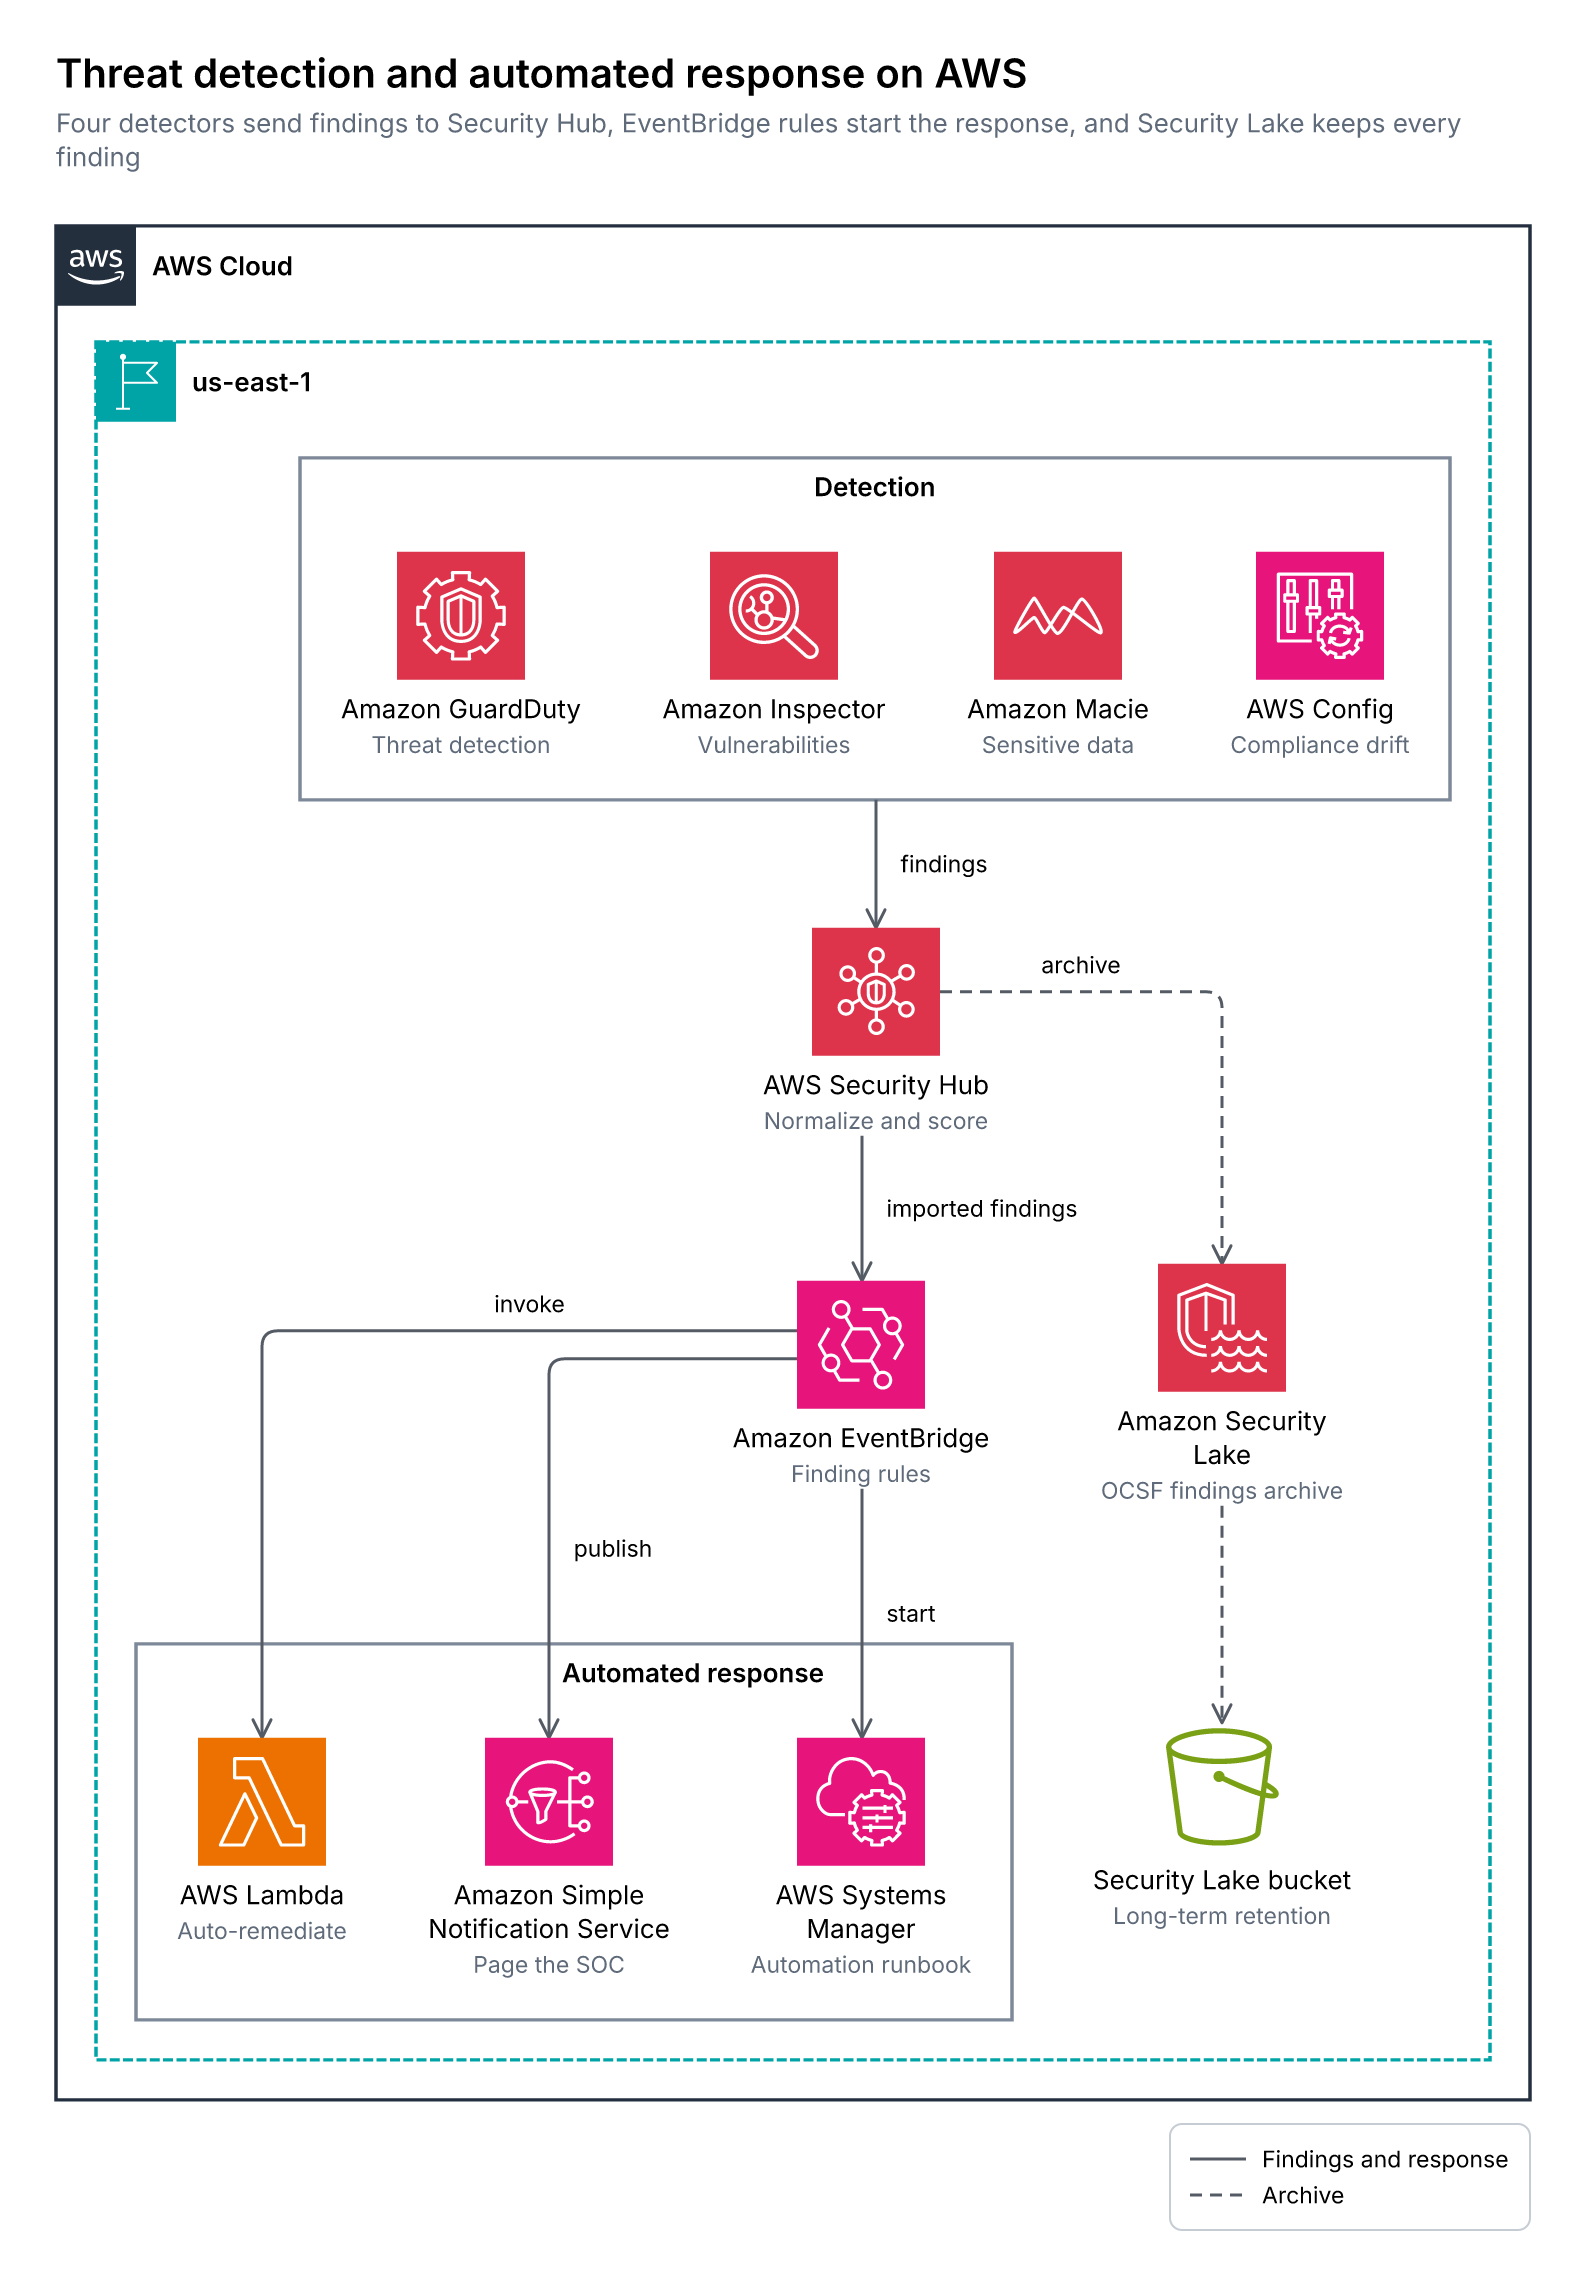 Threat detection and automated response on AWS
Four detectors send findings to Security Hub, EventBridge rules start the response, and Security Lake keeps every
finding
aws
AWS Cloud
us-east-1
Detection
Amazon GuardDuty
Threat detection
Amazon Inspector
Vulnerabilities
Amazon Macie
Sensitive data
AWS Config
Compliance drift
findings
archive
AWS Security Hub
Normalize and score
imported findings
invoke
Amazon EventBridge
Finding rules
Amazon Security
Lake
OCSF findings archive
publish
start
Automated response
AWS Lambda
Auto-remediate
Amazon Simple
Notification Service
Page the SOC
AWS Systems
Manager
Automation runbook
Security Lake bucket
Long-term retention
Findings and response
Archive